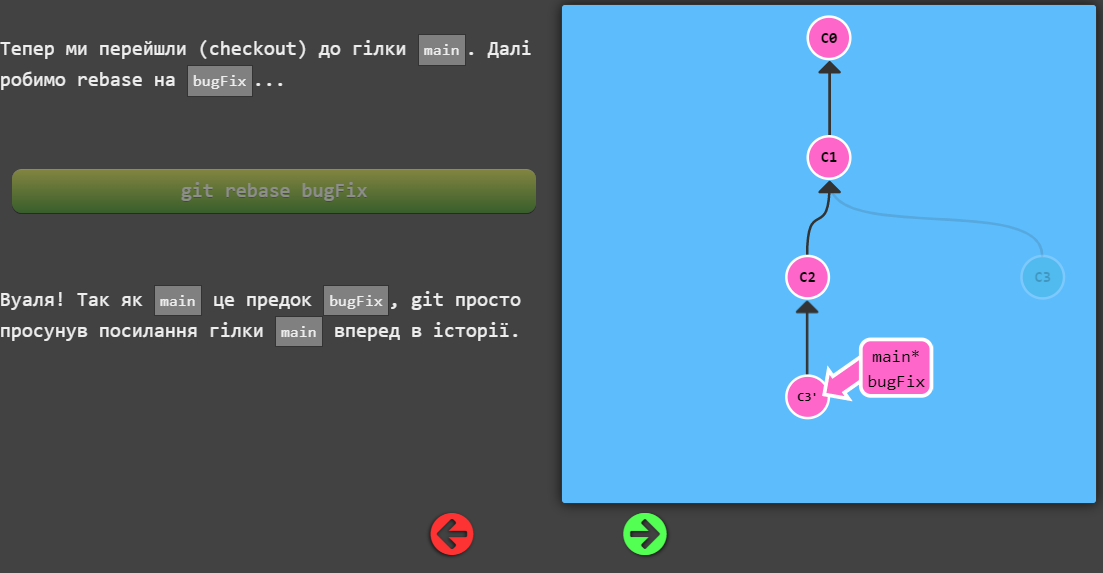 Тепер ми перейшли (checkout) до гілки main. Далі
робимо rebase на bugFix...
git rebase bugFix
Вуаля! Так як main це предок bugFix, git просто
просунув посилання гілки main вперед в історії.
C0
C1
C2
C3
C3'
main*
bugFix